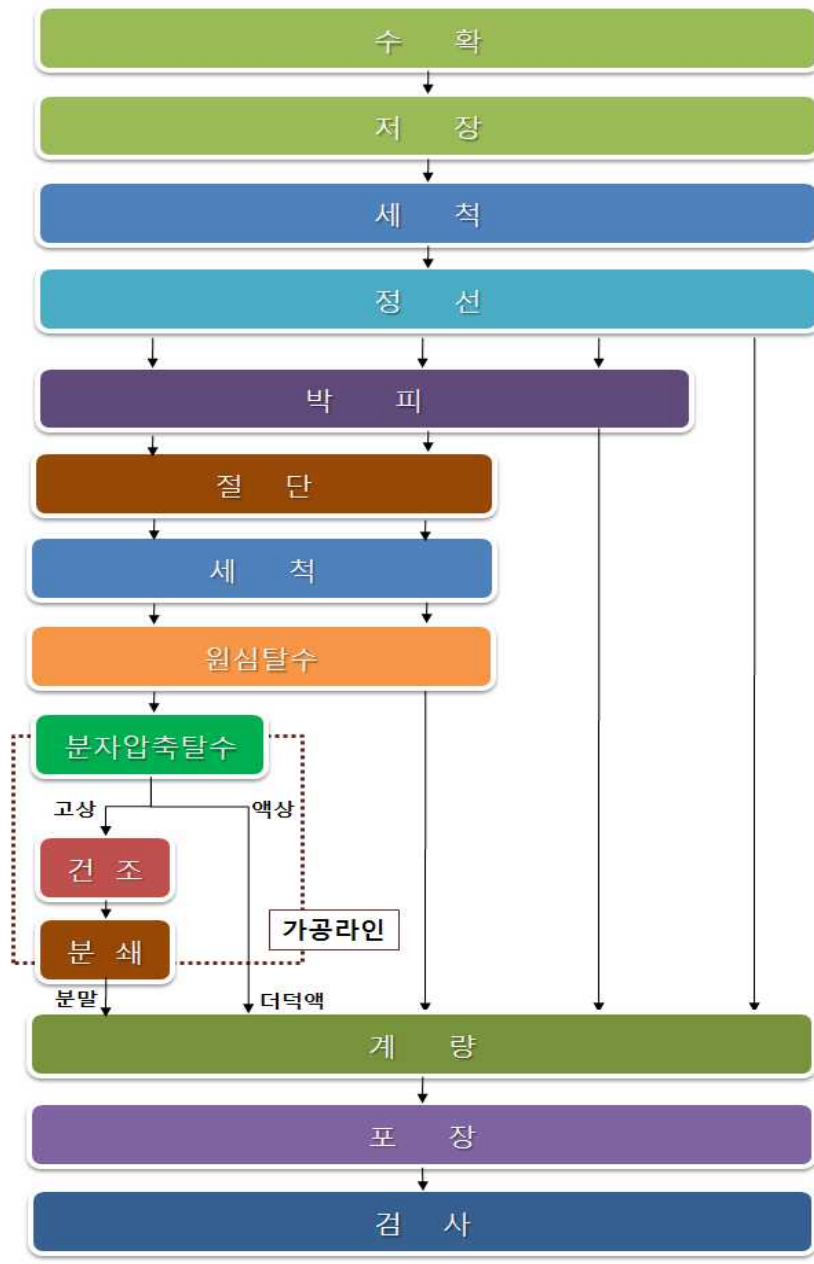 수 확
저 장
세 척
정 선
박 피
절 단
세 척
원심탈수
분자압축탈수
고상 액상
건 조
가공라인
분 쇄
분말 더덕액
계 량
포 장
검 사